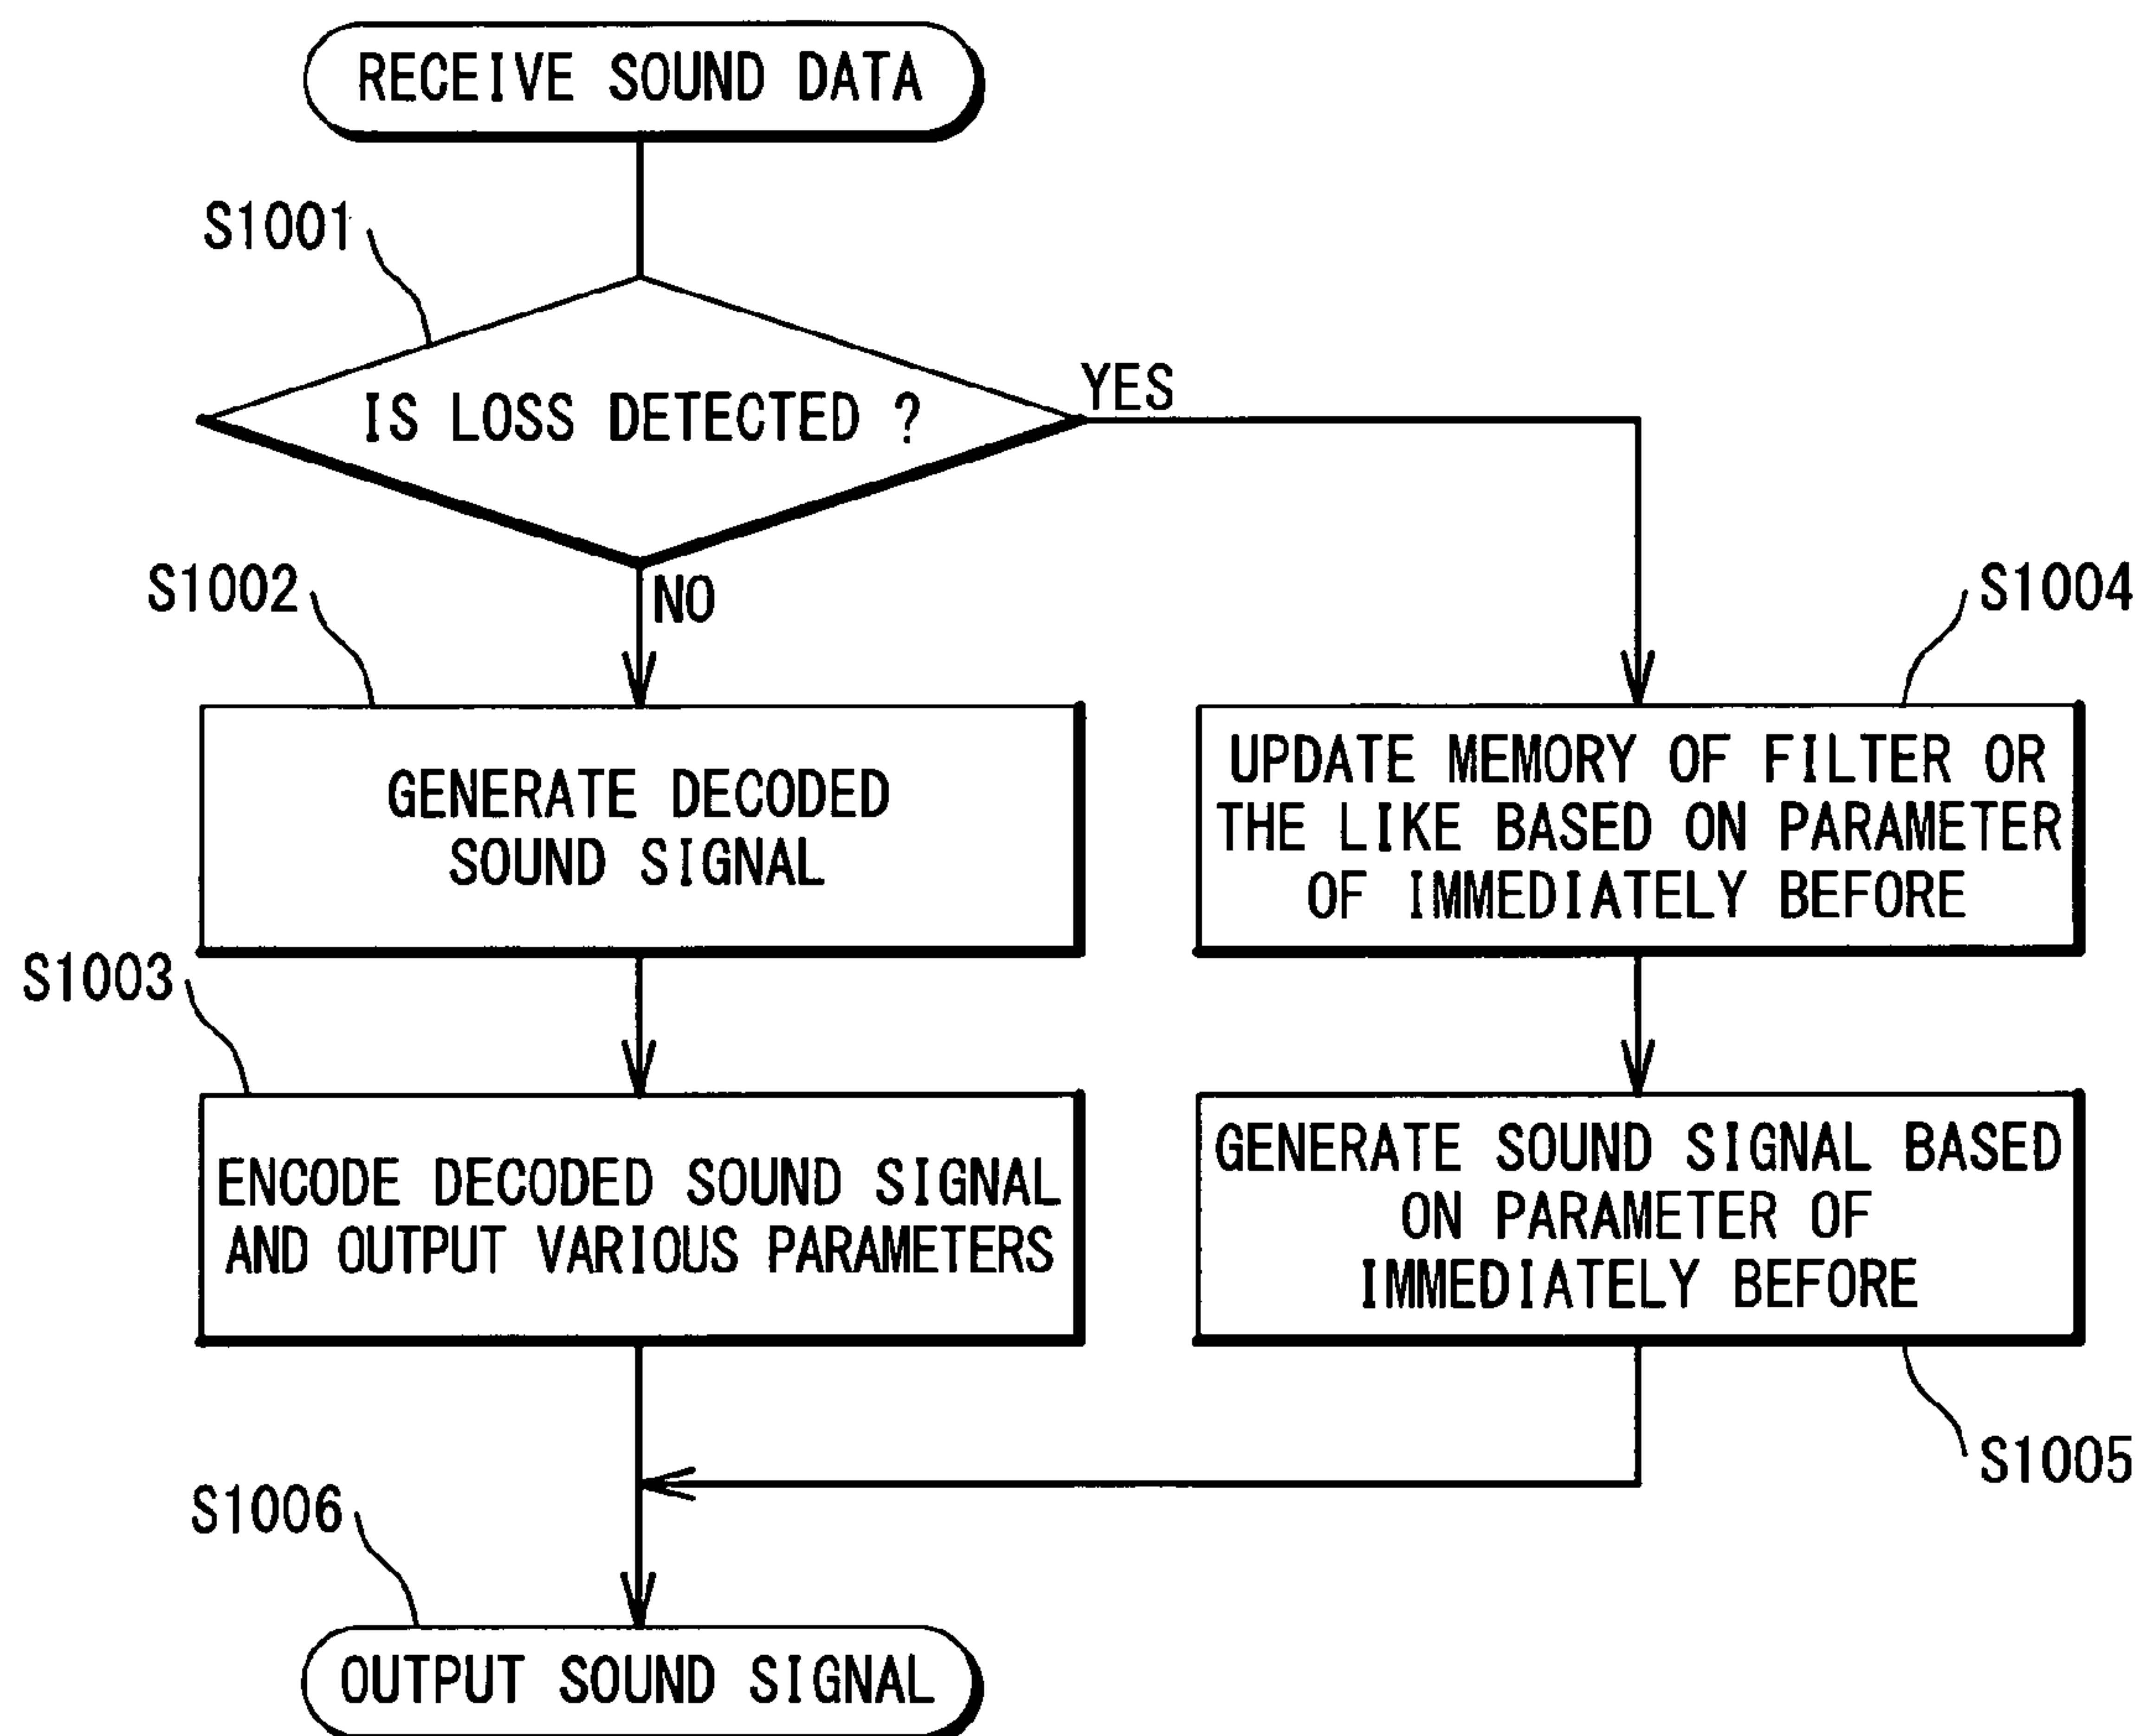 RECEIVE SOUND DATA
S1001
IS LOSS DETECTED ?
YES
NO
S1002
GENERATE DECODED
SOUND SIGNAL
S1003
ENCODE DECODED SOUND SIGNAL
AND OUTPUT VARIOUS PARAMETERS
S1004
UPDATE MEMORY OF FILTER OR
THE LIKE BASED ON PARAMETER
OF IMMEDIATELY BEFORE
GENERATE SOUND SIGNAL BASED
ON PARAMETER OF
IMMEDIATELY BEFORE
S1005
S1006
OUTPUT SOUND SIGNAL